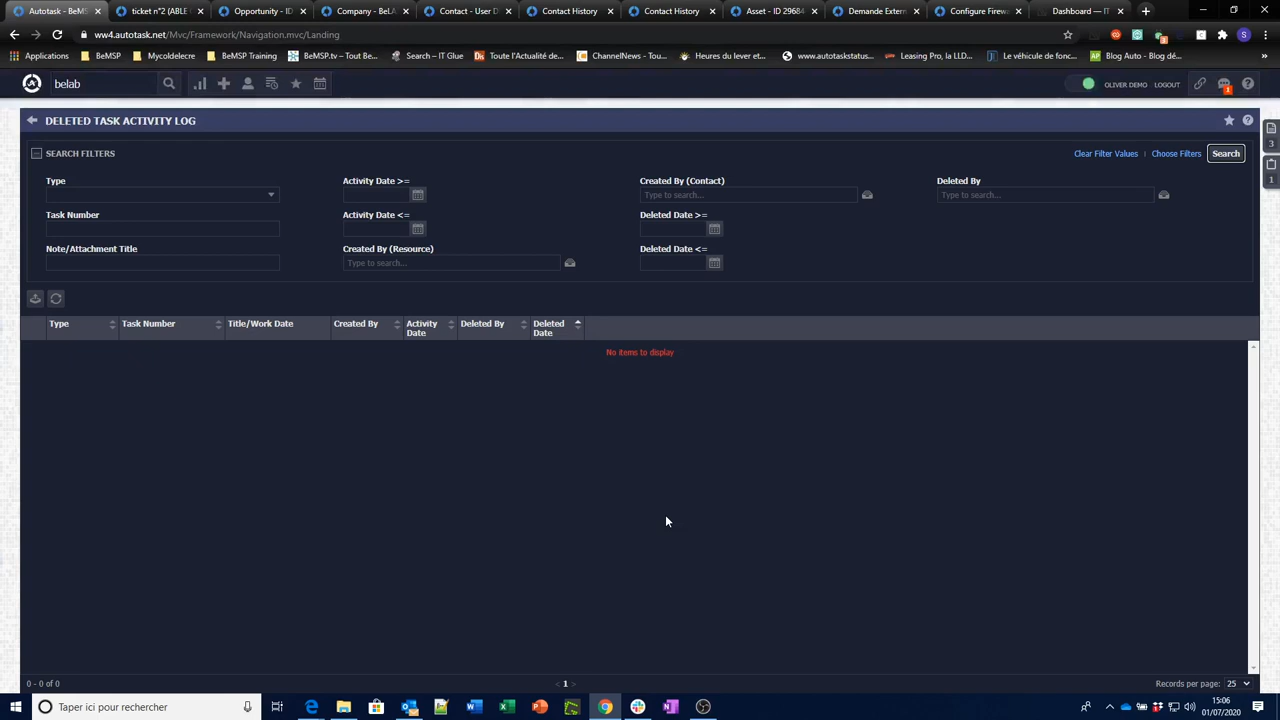 Autotask - BeMS
ticket n°2 (ABLE
Opportunity - ID
Company - Bel.A
Contact - User D
Contact History
Contact History
Asset - ID 29684
Demande Extern
Configure Firew
Dashboard — IT
ww4.autotask.net/Mvc/Framework/Navigation.mvc/Landing
Applications
BeMSP
Mycoldelecre
BeMSP Training
BeMSP.tv – Tout Be...
Search — IT Glue
Toute l'Actualité de...
ChannelNews
Heures du lever et d...
www.autotaskstatus...
Leasing Pro, la LLD...
Le véhicule de fonc...
Blog Auto - Blog Be...
belab
OLIVER DEMO
LOGOUT
1
DELETED TASK ACTIVITY LOG
3
1
SEARCH FILTERS
Clear Filter Values
Choose Filters
Search
Type
Activity Date >=
Created By (Contact)
Type to search...
Deleted By
Type to search...
Task Number
Activity Date <=
Deleted Date >=
Note/Attachment Title
Created By (Resource)
Type to search...
Deleted Date <=
Type
Task Number
Title/Work Date
Created By
Activity Date
Deleted By
Deleted Date
No items to display
0 - 0 of 0
1
Records per page: 25
Taper ici pour rechercher
15:06
01/07/2020